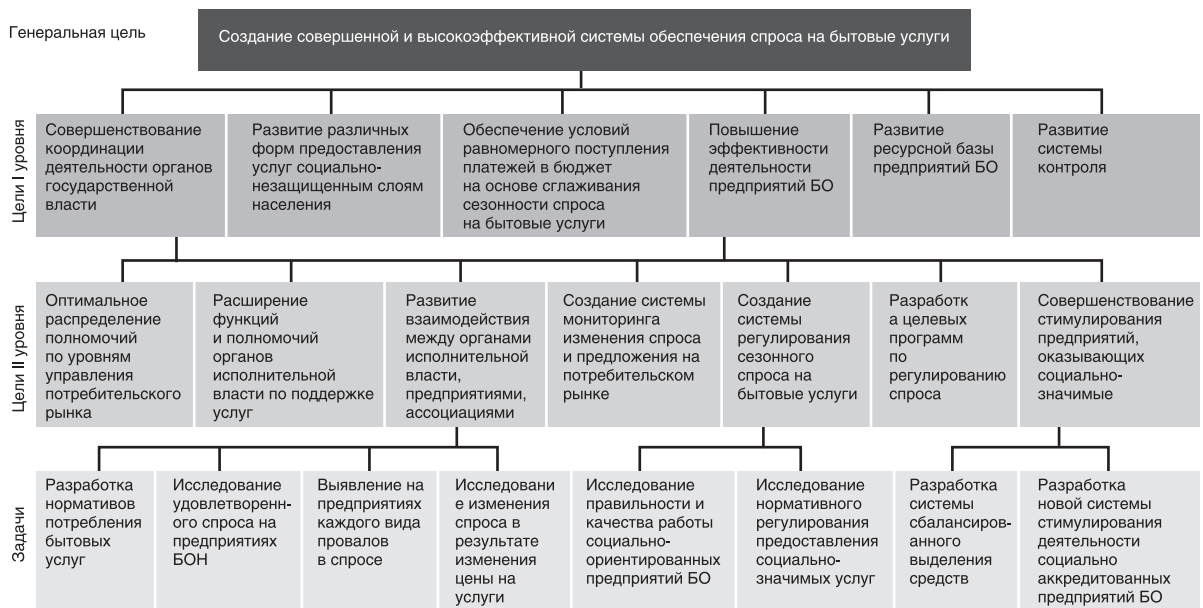 Генеральная цель
Создание совершенной и высокоэффективной системы обеспечения спроса на бытовые услуги
Цели I уровня
Совершенствование
координации
деятельности органов
государственной
власти
Развитие различных
форм предоставления
услуг социально-
незащищенным слоям
населения
Обеспечение условий
равномерного поступления
платежей в бюджет
на основе сглаживания
сезонности спроса
на бытовые услуги
Повышение
эффективности
деятельности
предприятий БО
Развитие
ресурсной базы
предприятий БО
Развитие
системы
контроля
Цели II уровня
Оптимальное
распределение
полномочий
по уровням
управления
потребительского
рынка
Расширение
функций
и полномочий
органов
исполнительной
власти по поддержке
услуг
Развитие
взаимодействия
между органами
исполнительной
власти,
предприятиями,
ассоциациями
Создание системы
мониторинга
изменения спроса
и предложения на
потребительском
рынке
Создание
системы
регулирования
сезонного
спроса на
бытовые услуги
Разработк
а целевых
программ
по
регулированию
спроса
Совершенствование
стимулирования
предприятий,
оказывающих
социально-
значимые
Задачи
Разработка
нормативов
потребления
бытовых
услуг
Исследование
удовлетворенн-
ного спроса на
предприятиях
БОН
Выявление на
предприятиях
каждого вида
провалов
в спросе
Исследовани
е изменения
спроса в
результате
изменения
цены на
услуги
Исследование
правильности и
качества работы
социально-
ориентированных
предприятий БО
Исследование
нормативного
регулирования
предоставления
социально-
значимых услуг
Разработка
системы
сбалансиров-
анного
выделения
средств
Разработка
новой системы
стимулирования
деятельности
социально
аккредитованных
предприятий БО